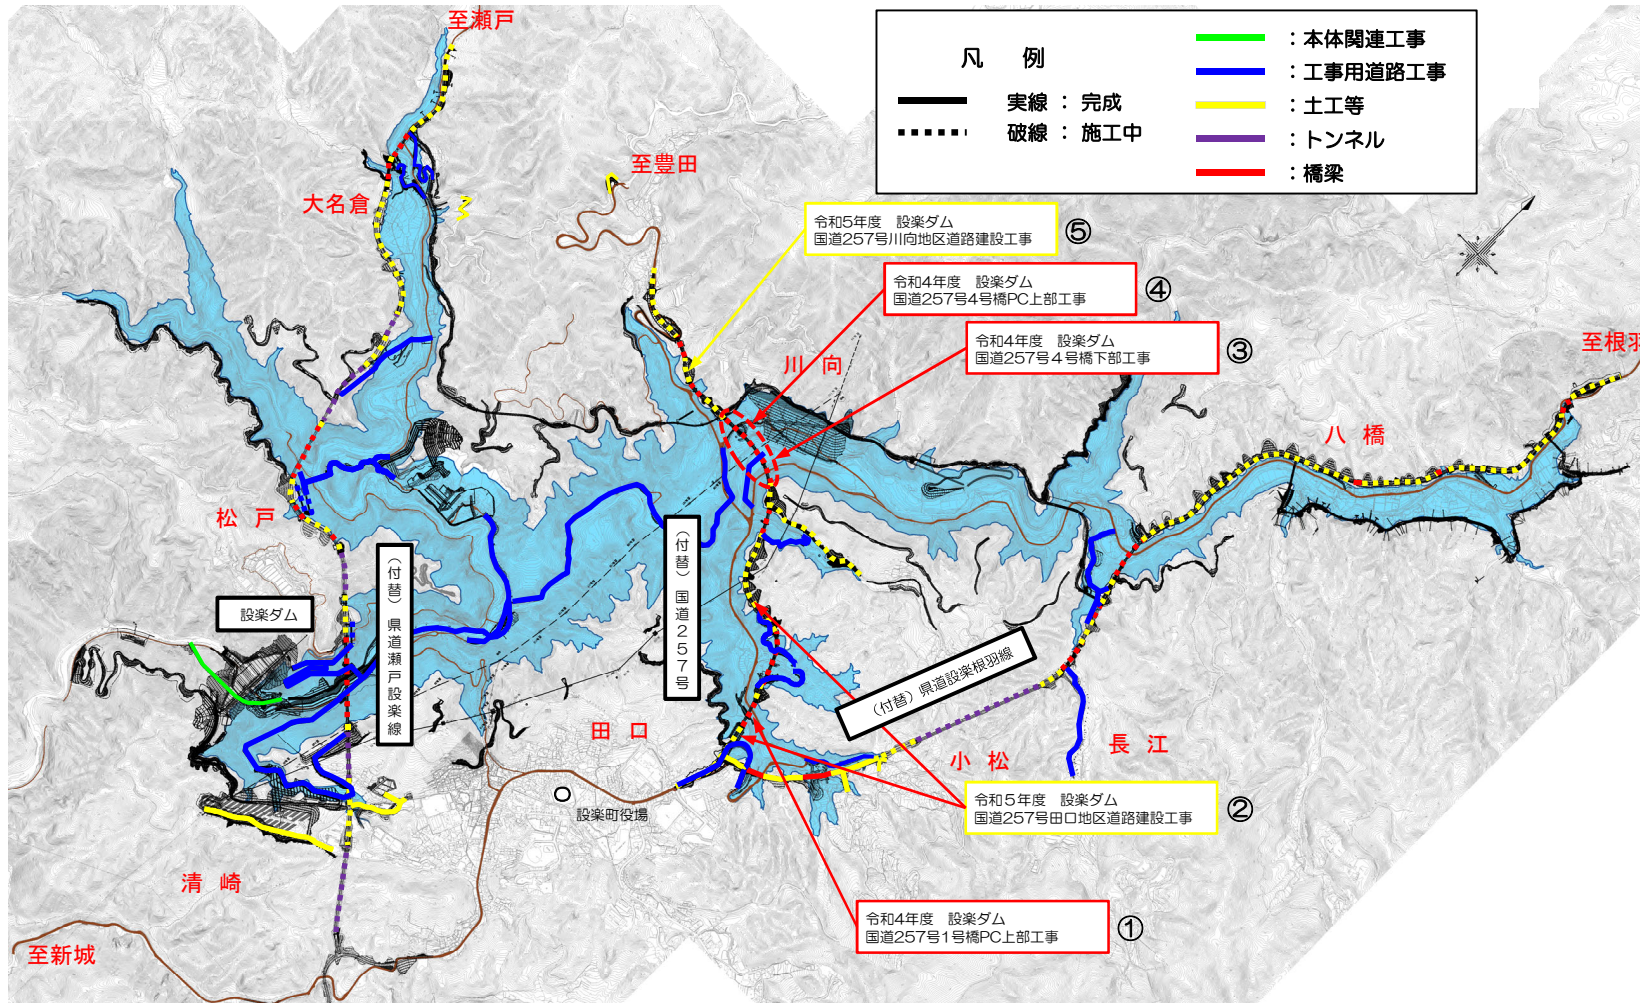 至瀬戸
凡 例
実線 : 完成
破線 : 施工中
: 本体関連工事
: 工事用道路工事
: 土工等
: トンネル
: 橋梁
至豊田
大名倉
令和5年度 設楽ダム
国道257号川向地区道路建設工事
⑤
令和4年度 設楽ダム
国道257号4号橋PC上部工事
④
令和4年度 設楽ダム
国道257号4号橋下部工事
③
至根羽
川 向
八 橋
松 戸
(付替) 国道257号
(付替) 県道瀬戸設楽線
設楽ダム
(付替) 県道設楽根羽線
田 口
小 松
長 江
設楽町役場
令和5年度 設楽ダム
国道257号田口地区道路建設工事
②
清 崎
令和4年度 設楽ダム
国道257号1号橋PC上部工事
①
至新城